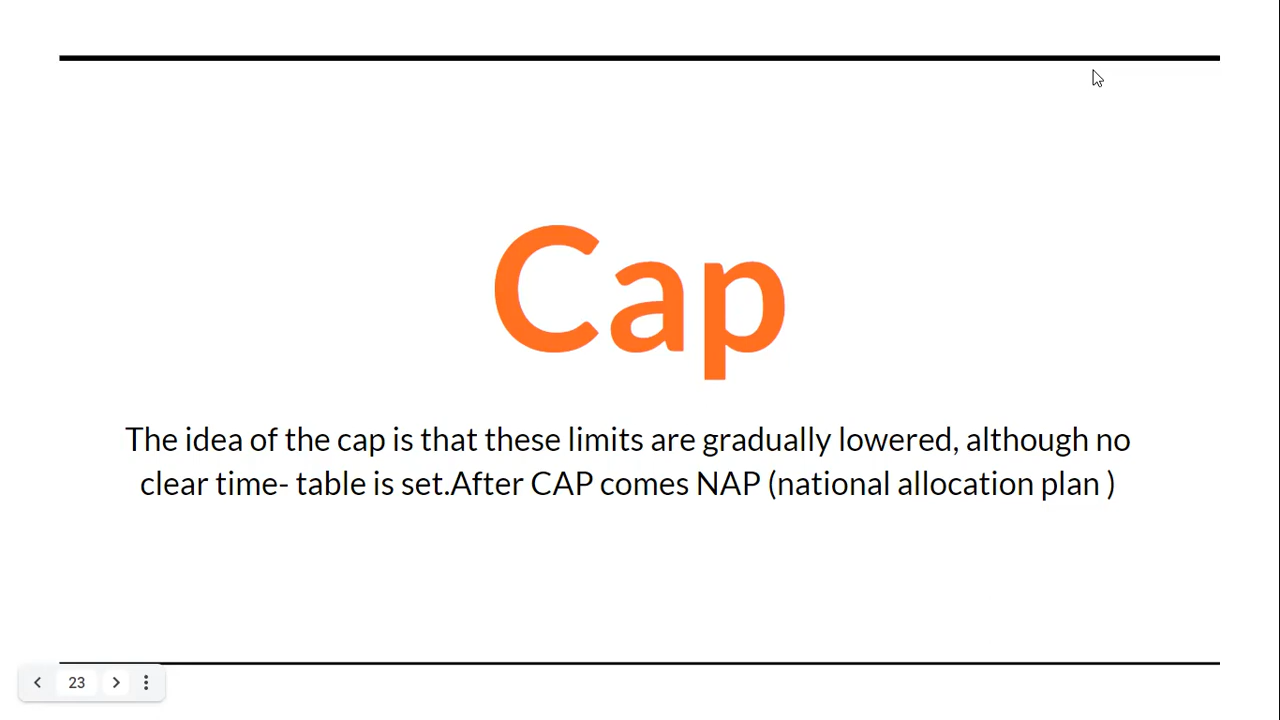 Cap
The idea of the cap is that these limits are gradually lowered, although no
clear time- table is set.After CAP comes NAP (national allocation plan )
23